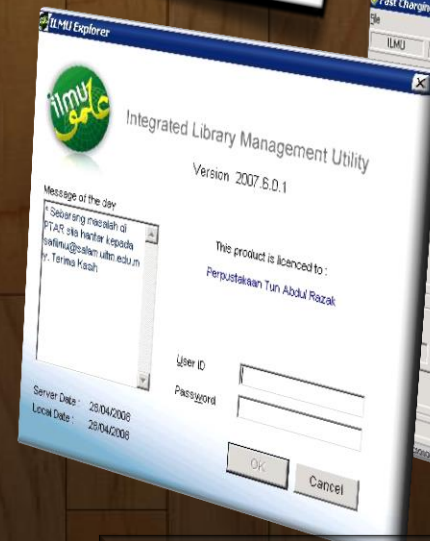 ILMU Explorer
Fast Charging
File
ILMU
ilmu
علمو
Integrated Library Management Utility
Version 2007.6.0.1
Message of the day
* Sebarang masalah di
PTAR sila hantar kepada
safilmu@salam.uitm.edu.m
y. Terima Kasih
This product is licenced to :
Perpustakaan Tun Abdul Razak
User ID
Password
Server Date : 28/04/2008
Local Date : 28/04/2008
OK
Cancel